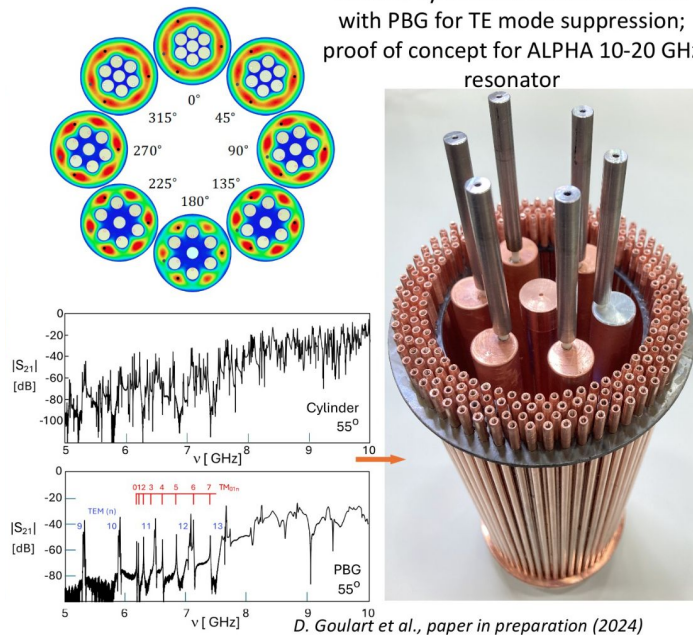 with PBG for TE mode suppression;
proof of concept for ALPHA 10-20 GHz
resonator
0°
315° 45°
270° 90°
225° 135°
180°
0
-20
-40
|S21|
-60
[dB]
-80
-100
Cylinder
55°
5 6 7 8 9 10
ν [ GHz]
0
-20
0 1 2 3 4 5 6 7 TM01n
TEM (n)
9 10 11 12 13
-40
|S21|
-60
[dB]
-80
PBG
55°
5 6 7 8 9 10
ν [ GHz]
D. Goulart et al., paper in preparation (2024)